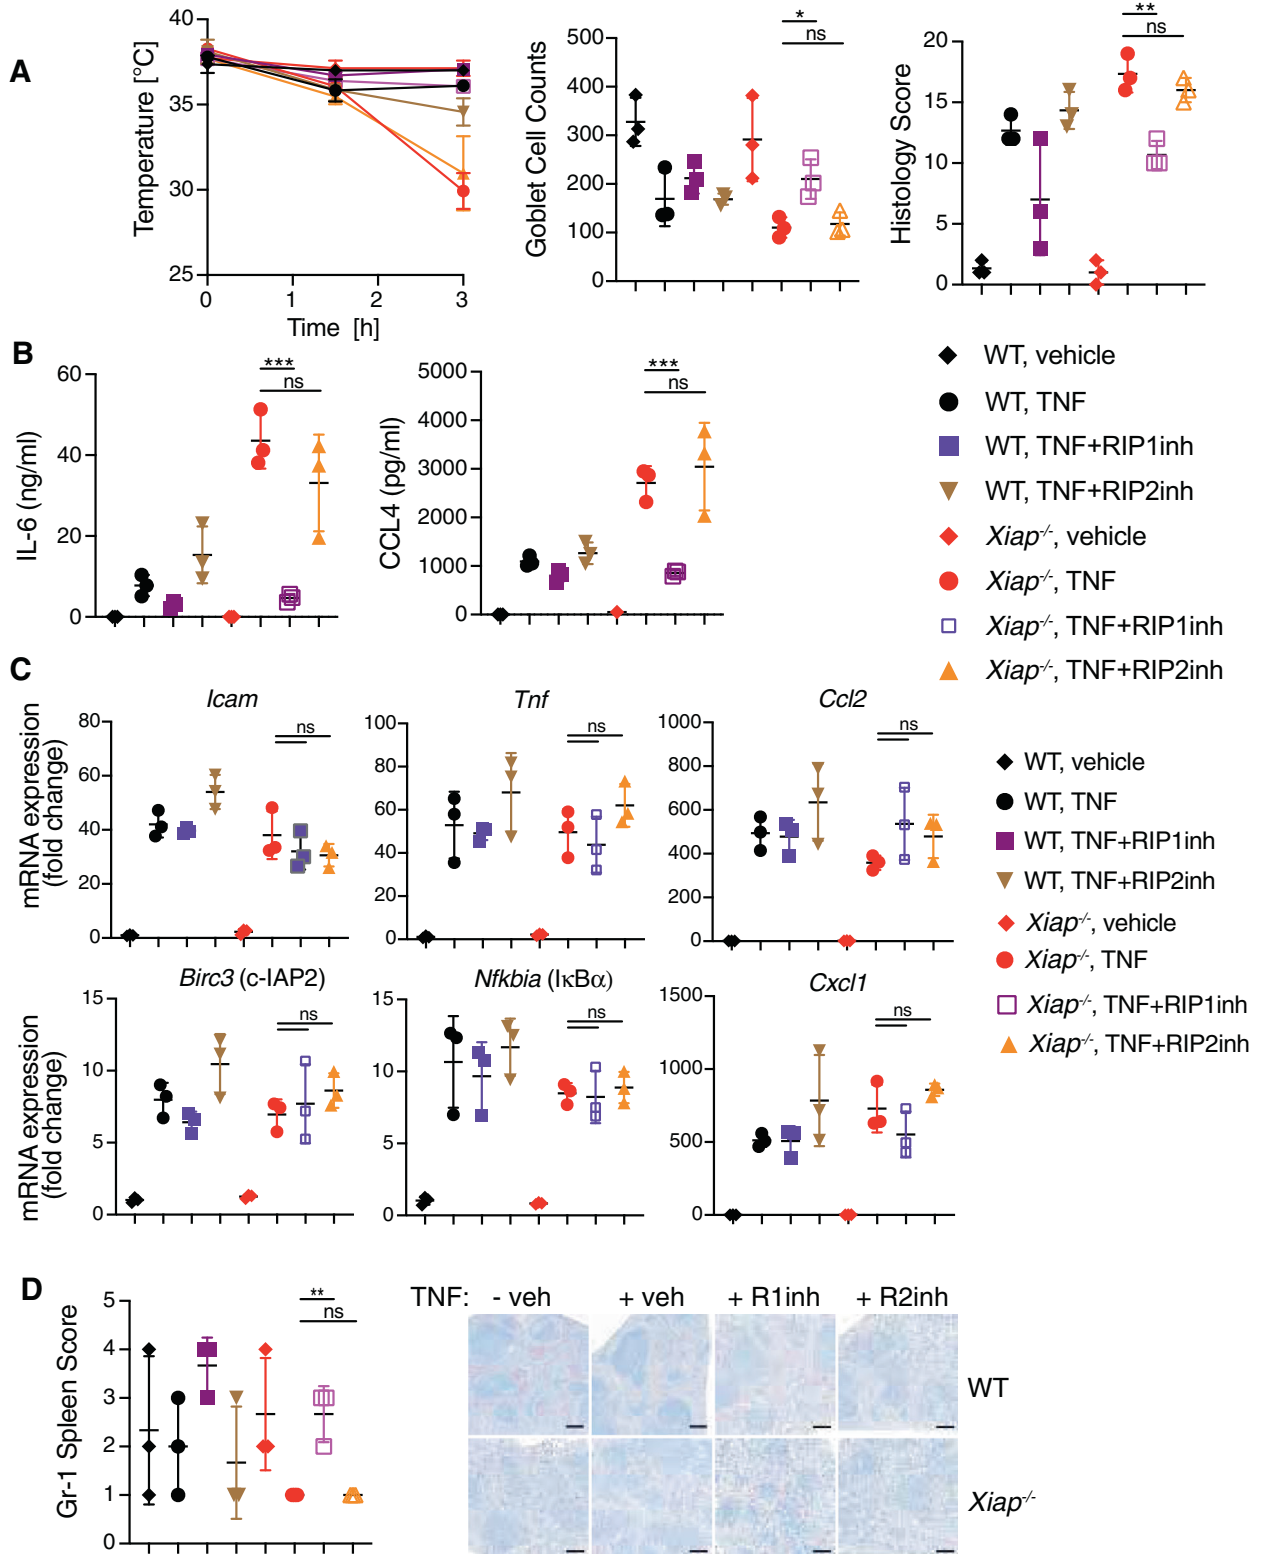 A
Temperature [°C]
40
35
30
25
0
1
2
3
Time [h]
Goblet Cell Counts
500
400
300
200
100
0
*
ns
Histology Score
20
15
10
5
0
**
ns
B
IL-6 (ng/ml)
60
40
20
0
***
ns
CCL4 (pg/ml)
5000
4000
3000
2000
1000
0
***
ns
WT, vehicle
WT, TNF
WT, TNF+RIP1inh
WT, TNF+RIP2inh
Xiap-/-, vehicle
Xiap-/-, TNF
Xiap-/-, TNF+RIP1inh
Xiap-/-, TNF+RIP2inh
C
mRNA expression
(fold change)
Icam
80
60
40
20
0
ns
Tnf
100
80
60
40
20
0
ns
Ccl2
1000
800
600
400
200
0
ns
WT, vehicle
WT, TNF
WT, TNF+RIP1inh
WT, TNF+RIP2inh
Xiap-/-, vehicle
Xiap-/-, TNF
Xiap-/-, TNF+RIP1inh
Xiap-/-, TNF+RIP2inh
mRNA expression
(fold change)
Birc3 (c-IAP2)
15
10
5
0
ns
Nfkbia (IκBα)
15
10
5
0
ns
Cxcl1
1500
1000
500
0
ns
D
Gr-1 Spleen Score
5
4
3
2
1
0
**
ns
TNF: - veh + veh + R1inh + R2inh
WT
Xiap-/-